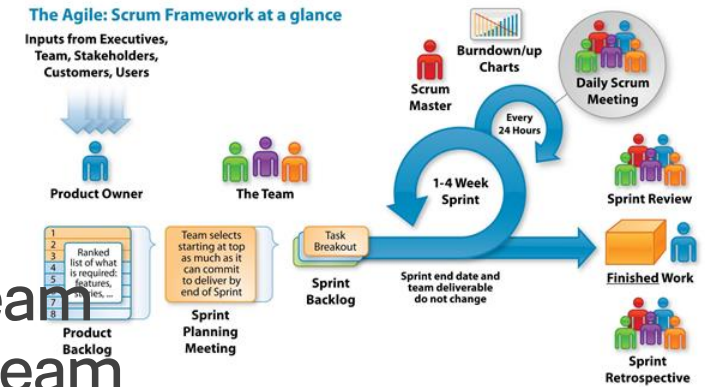 The Agile: Scrum Framework at a glance
Inputs from Executives,
Team, Stakeholders,
Customers, Users
Product Owner
The Team
Scrum
Master
Burndown/up
Charts
Daily Scrum
Meeting
Every
24 Hours
1-4 Week
Sprint
Sprint Review
1
2
3
4
5
7
8
Ranked
list of what
is required:
features,
stories, ...
Product
Backlog
Team selects
starting at top
as much as it
can commit
to deliver by
end of Sprint
Sprint
Planning
Meeting
Task
Breakout
Sprint
Backlog
Sprint end date and
team deliverable
do not change
Finished Work
Sprint
Retrospective
eam
eam